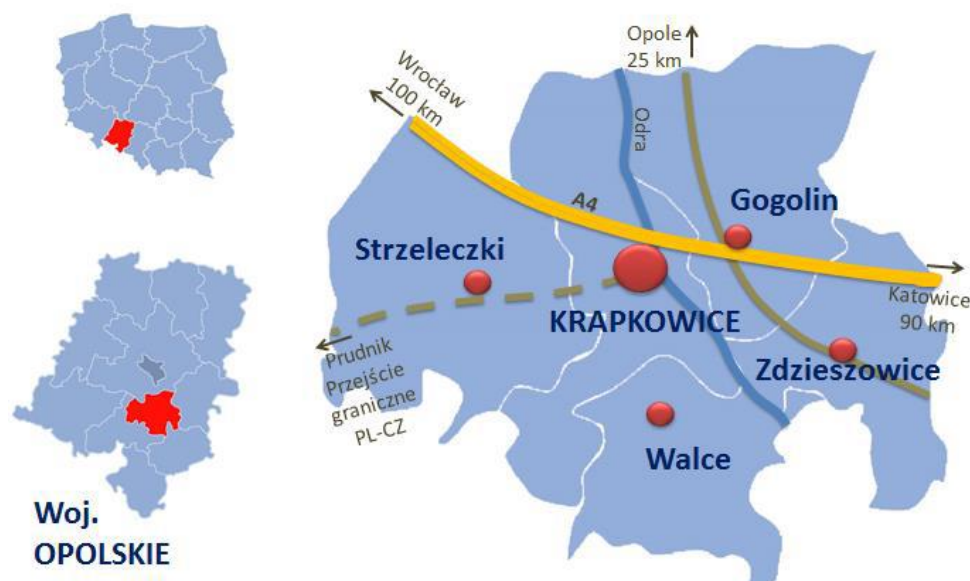 Opole
25 km
Wrocław
100 km
Odra
A4
Gogolin
Strzeleczki
KRAPKOWICE
Katowice
90 km
Prudnik
Przejście
graniczne
PL-CZ
Zdzieszowice
Walce
Woj.
OPOLSKIE